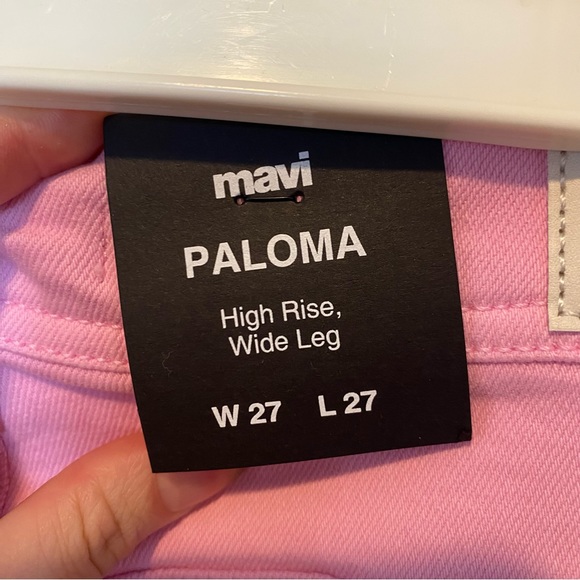 mavi
PALOMA
High Rise,
Wide Leg
W 27 L 27